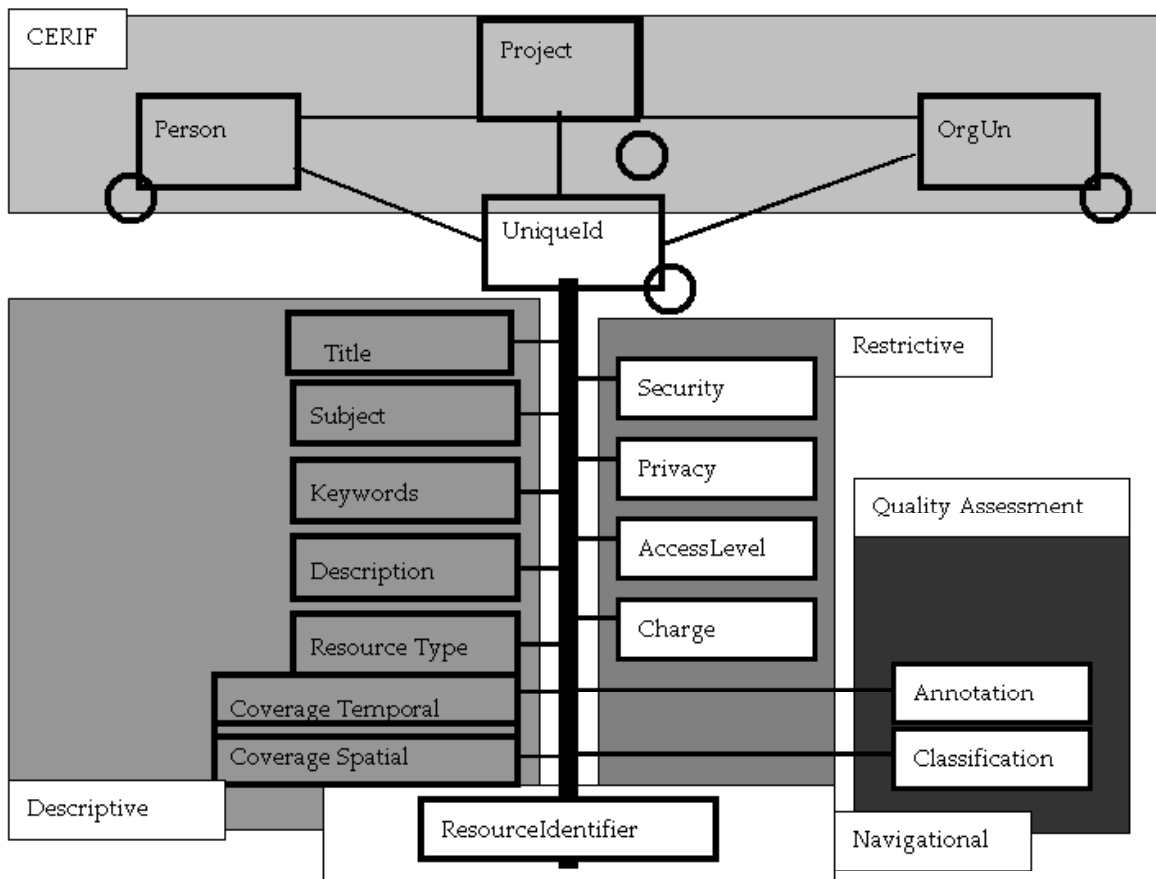 CERIF
Project
Person
OrgUn
UniqueId
Title
Restrictive
Security
Subject
Privacy
Keywords
Quality Assessment
AccessLevel
Description
Charge
Resource Type
Annotation
Coverage Temporal
Coverage Spatial
Classification
Descriptive
ResourceIdentifier
Navigational